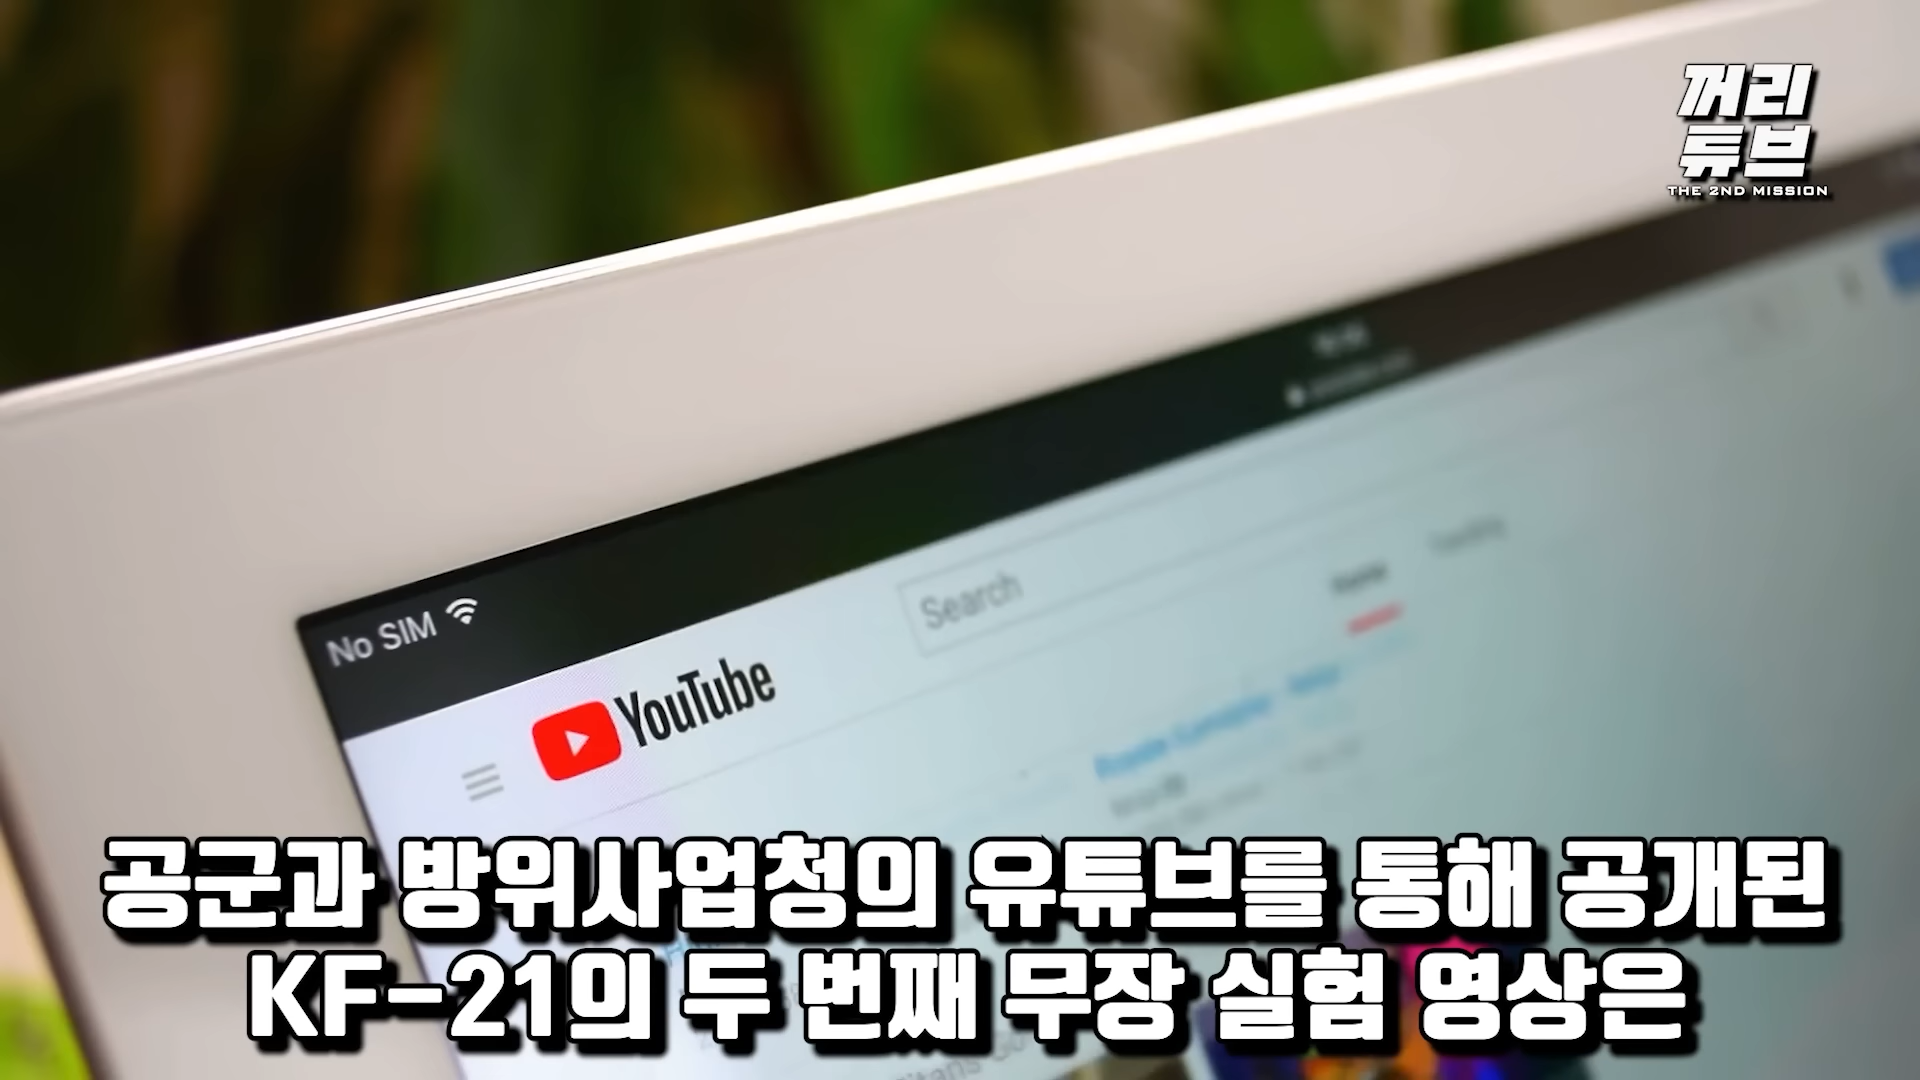 꺼리
튜브
THE 2ND MISSION
No SIM
Search
YouTube
공군과 방위사업청의 유튜브를 통해 공개된
KF-21의 두 번째 무장 실험 영상은